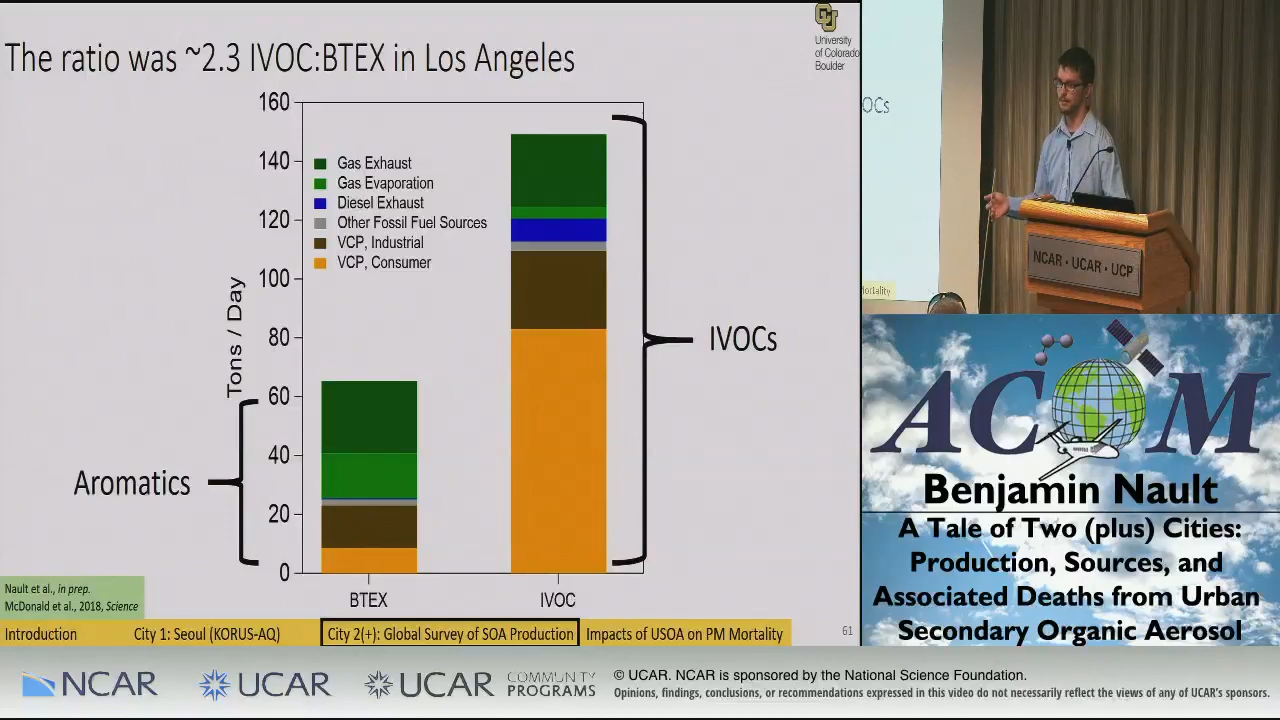 The ratio was ~2.3 IVOC:BTEX in Los Angeles
University
of Colorado
Boulder
160
140
120
100
80
60
40
20
0
Tons / Day
Gas Exhaust
Gas Evaporation
Diesel Exhaust
Other Fossil Fuel Sources
VCP, Industrial
VCP, Consumer
Aromatics
IVOCs
BTEX
IVOC
Nault et al., in prep.
McDonald et al., 2018, Science
Introduction
City 1: Seoul (KORUS-AQ)
City 2(+): Global Survey of SOA Production
Impacts of USOA on PM Mortality
61
OCs
ortality
NCAR • UCAR • UCP
ACOM
Benjamin Nault
A Tale of Two (plus) Cities:
Production, Sources, and
Associated Deaths from Urban
Secondary Organic Aerosol
NCAR
UCAR
UCAR
COMMUNITY
PROGRAMS
© UCAR. NCAR is sponsored by the National Science Foundation.
Opinions, findings, conclusions, or recommendations expressed in this video do not necessarily reflect the views of any of UCAR's sponsors.